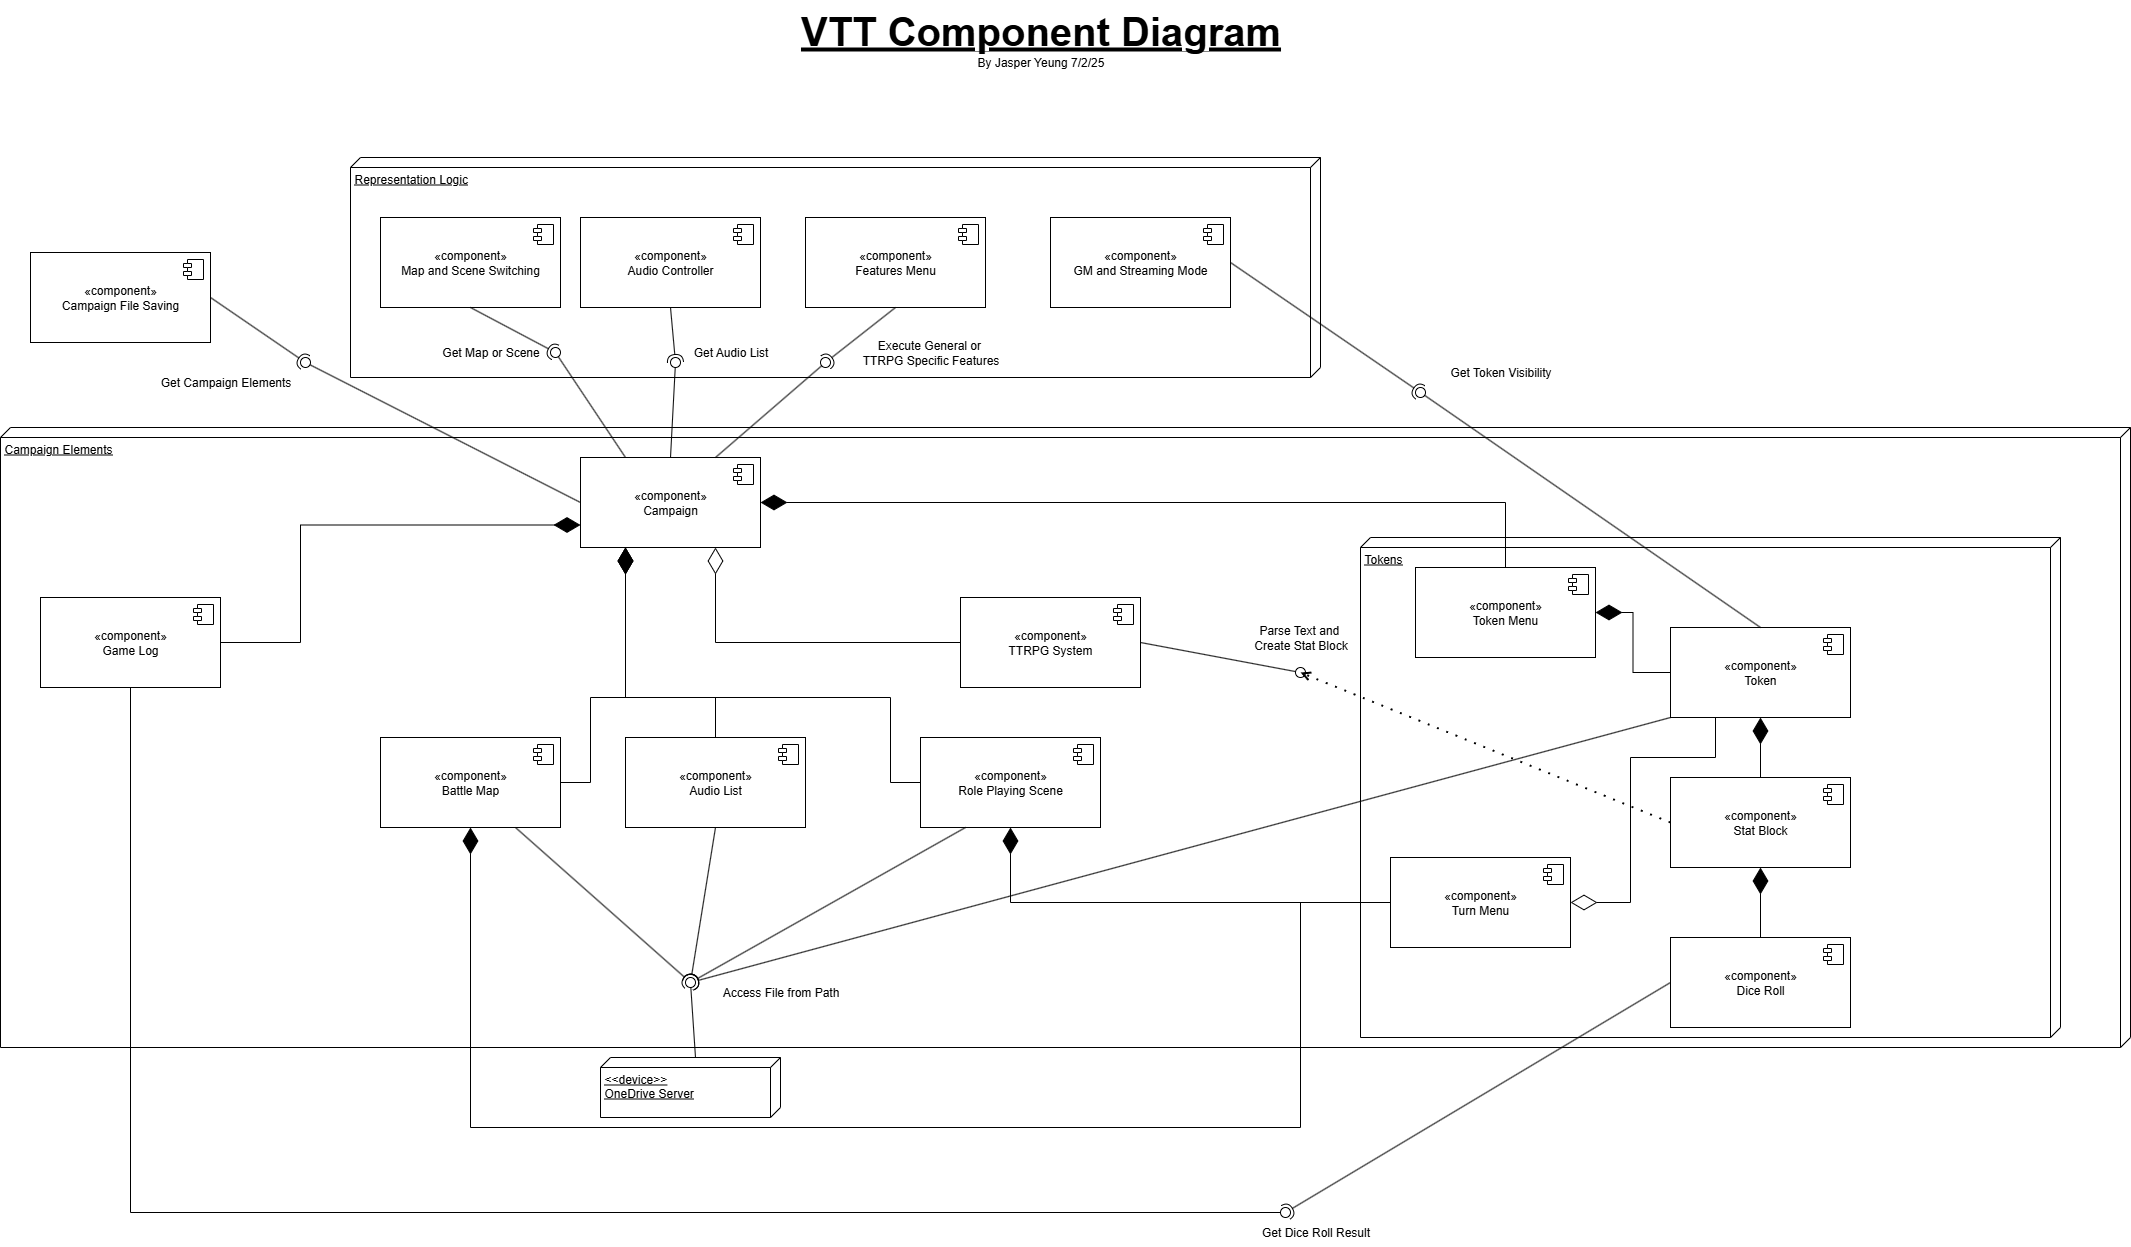 VTT Component Diagram
By Jasper Yeung 7/2/25
Representation Logic
«component»
Map and Scene Switching
«component»
Audio Controller
«component»
Features Menu
«component»
GM and Streaming Mode
«component»
Campaign File Saving
Get Map or Scene
Get Audio List
Execute General or
TTRPG Specific Features
Get Campaign Elements
Get Token Visibility
Campaign Elements
«component»
Campaign
Tokens
«component»
Game Log
«component»
TTRPG System
Parse Text and
Create Stat Block
«component»
Token Menu
«component»
Token
«component»
Battle Map
«component»
Audio List
«component»
Role Playing Scene
«component»
Stat Block
«component»
Turn Menu
«component»
Dice Roll
Access File from Path
<<device>>
OneDrive Server
Get Dice Roll Result